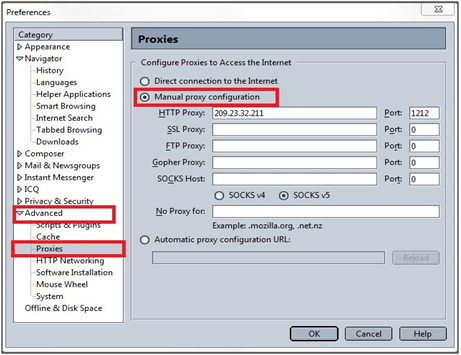 Preferences
Category
Appearance
Navigator
History
Languages
Helper Applications
Smart Browsing
Internet Search
Tabbed Browsing
Downloads
Composer
Mail & Newsgroups
Instant Messenger
ICQ
Privacy & Security
Advanced
Scripts & Plugins
Cache
Proxies
HTTP Networking
Software Installation
Mouse Wheel
System
Offline & Disk Space
Proxies
Configure Proxies to Access the Internet
Direct connection to the Internet
Manual proxy configuration
HTTP Proxy: 209.23.32.211 Port: 1212
SSL Proxy: Port: 0
FTP Proxy: Port: 0
Gopher Proxy: Port: 0
SOCKS Host: Port: 0
SOCKS v4 SOCKS v5
No Proxy for:
Example: .mozilla.org, .net.nz
Automatic proxy configuration URL:
Reload
OK Cancel Help